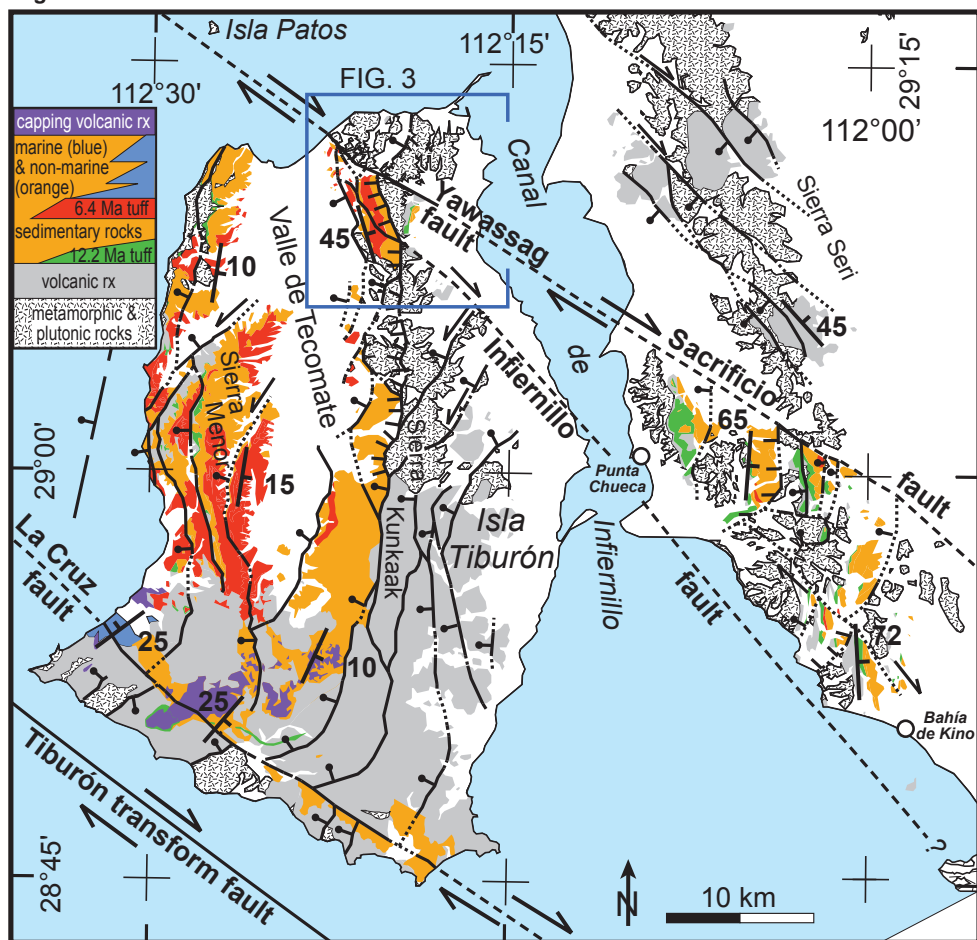 Isla Patos
112°15'
29°15'
FIG. 3
112°30'
112°00'
capping volcanic rx
marine (blue)
& non-marine
(orange)
6.4 Ma tuff
sedimentary rocks
12.2 Ma tuff
volcanic rx
metamorphic &
plutonic rocks
Canal
de
Infiernillo
Yawassag
fault
Sierra Seri
45
10
Valle de Tecomate
45
Sacrificio
fault
Infiernillo
fault
Sierra
Menor
65
29°00'
15
Sierra
Kunkaak
Punta
Chueca
Isla
Tiburón
La Cruz
fault
25
10
25
7
72
Bahía
de Kino
Tiburón transform fault
?
28°45'
N
10 km